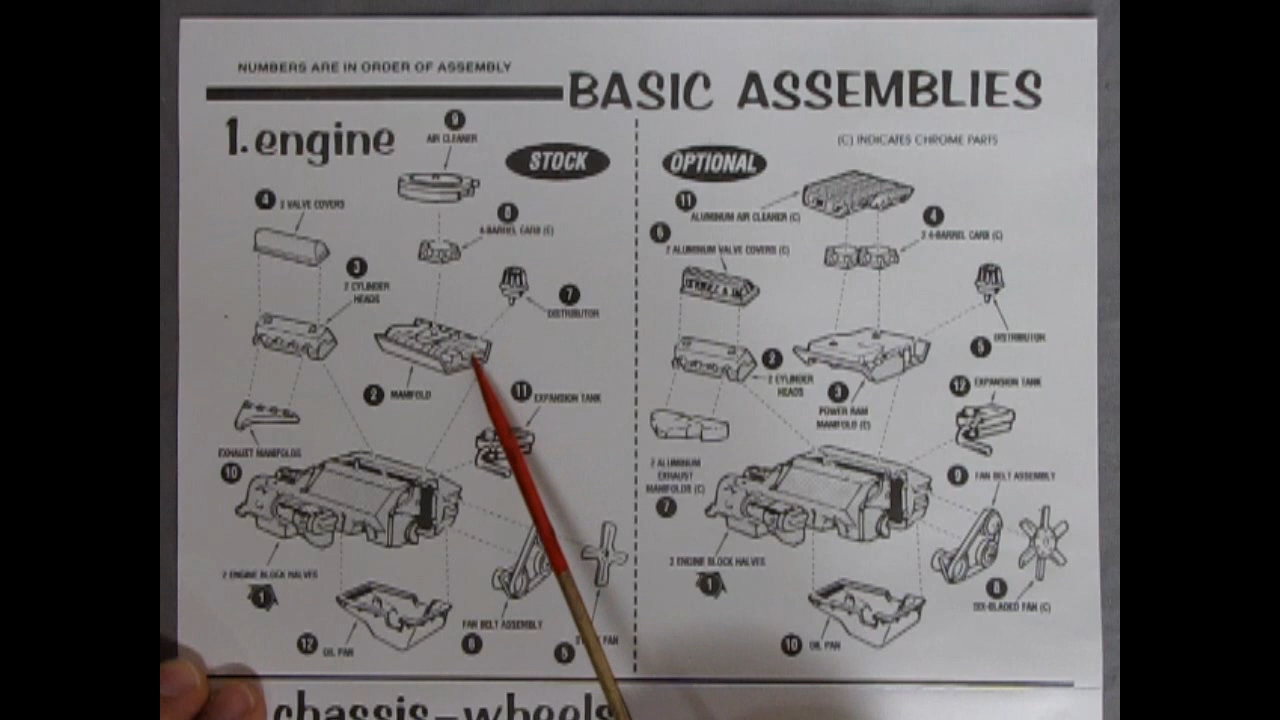 NUMBERS ARE IN ORDER OF ASSEMBLY
BASIC ASSEMBLIES
1. engine
STOCK
9
AIR CLEANER
4
2 VALVE COVERS
8
4-BARREL CARB (C)
3
2 CYLINDER
HEADS
7
DISTRIBUTOR
2
MANIFOLD
11
EXPANSION TANK
EXHAUST MANIFOLDS
10
2 ENGINE BLOCK HALVES
1
12
OIL PAN
FAN BELT ASSEMBLY
6
5
FAN
OPTIONAL
(C) INDICATES CHROME PARTS
11
ALUMINUM AIR CLEANER (C)
4
2 4-BARREL CARB (C)
6
2 ALUMINUM VALVE COVERS (C)
5
DISTRIBUTOR
2
2 CYLINDER
HEADS
3
POWER RAM
MANIFOLD (C)
12
EXPANSION TANK
2 ALUMINUM
EXHAUST
MANIFOLDS (C)
7
9
FAN BELT ASSEMBLY
2 ENGINE BLOCK HALVES
1
8
SIX-BLADED FAN (C)
10
OIL PAN
chassis-wheels